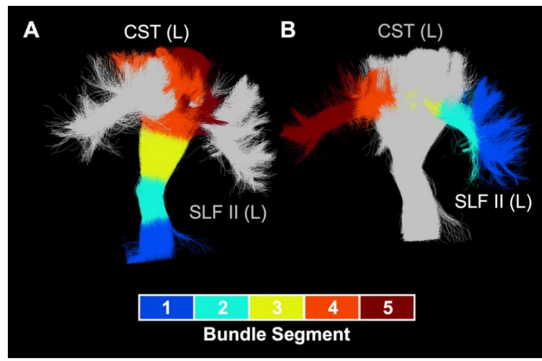 A
CST (L)
SLF II (L)
B
CST (L)
SLF II (L)
1 2 3 4 5
Bundle Segment